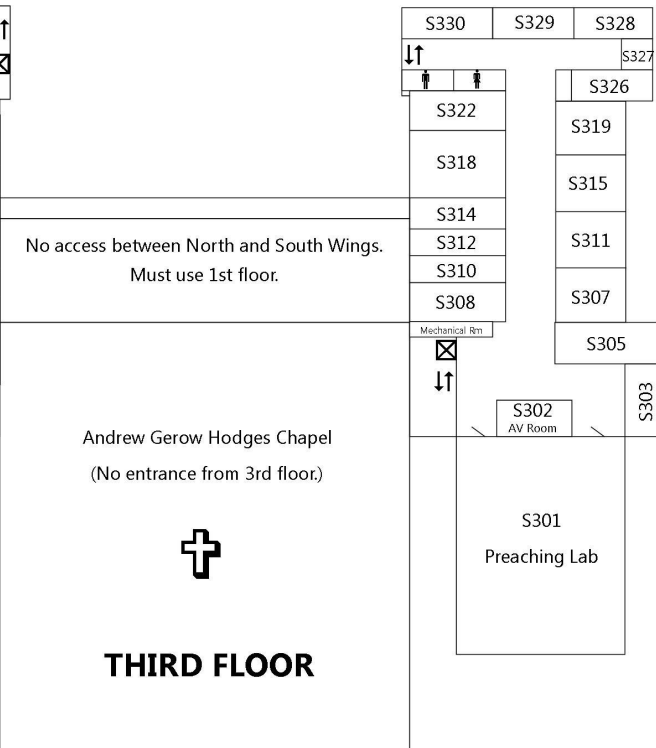 S330 S329 S328
S327
S326
S322
S319
S318
S315
S314
No access between North and South Wings.
Must use 1st floor.
S312
S311
S310
S308
S307
Mechanical Rm
S305
S303
S302
AV Room
Andrew Gerow Hodges Chapel
(No entrance from 3rd floor.)
S301
Preaching Lab
THIRD FLOOR